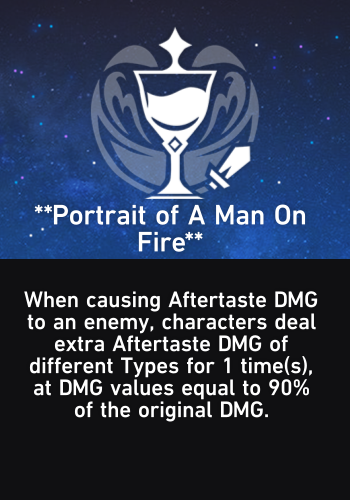 **Portrait of A Man On
Fire**
When causing Aftertaste DMG
to an enemy, characters deal
extra Aftertaste DMG of
different Types for 1 time(s),
at DMG values equal to 90%
of the original DMG.